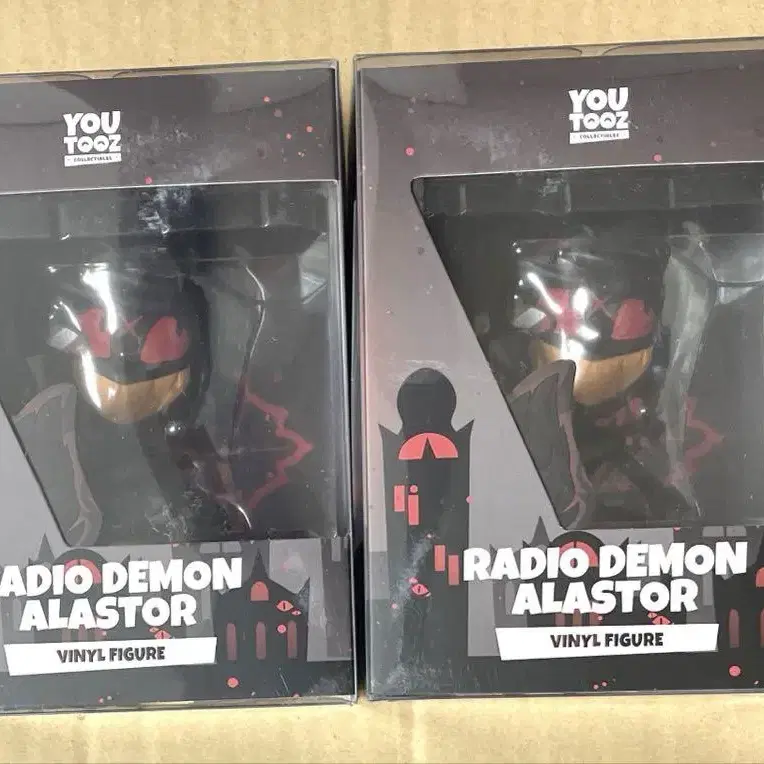 YOU
TOOZ
COLLECTIBLES
ADIO DEMON
ALASTOR
VINYL FIGURE
YOU
TOOZ
COLLECTIBLES
RADIO DEMON
ALASTOR
VINYL FIGURE